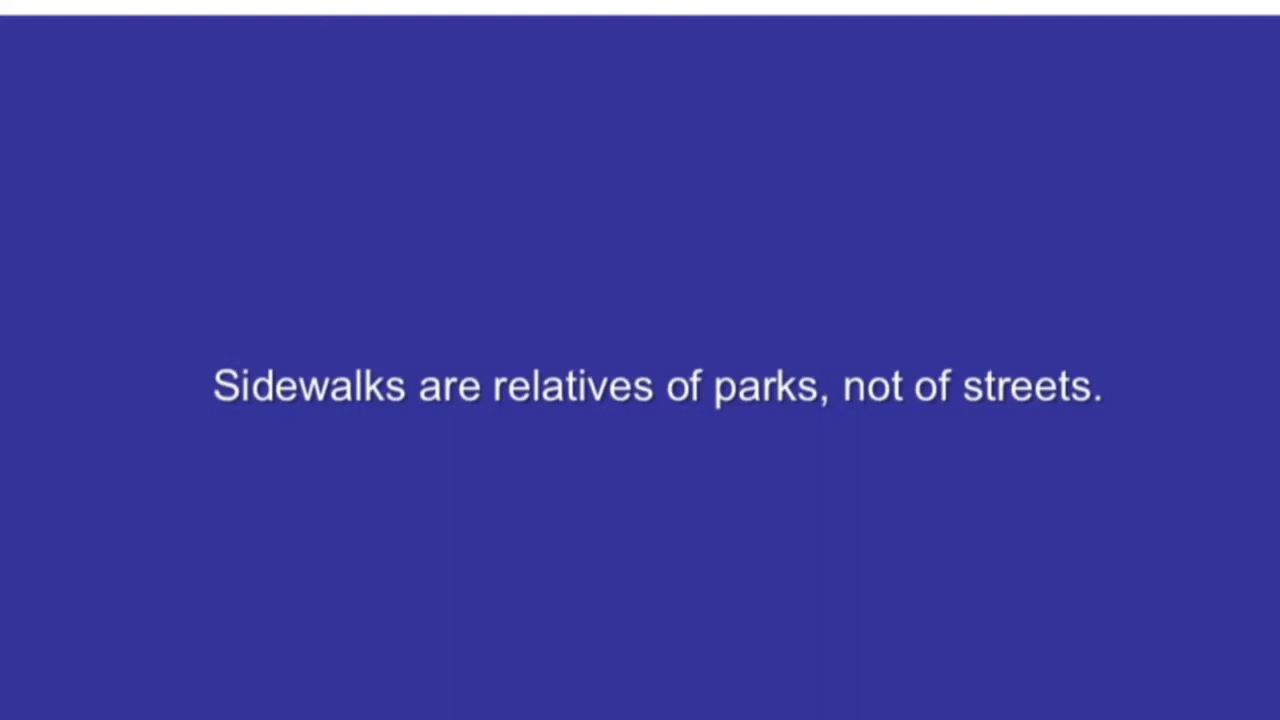 Sidewalks are relatives of parks, not of streets.